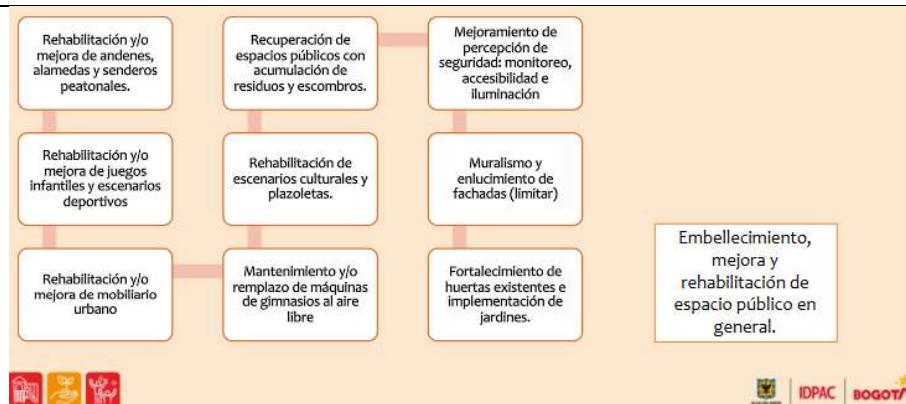 Rehabilitación y/o
mejora de andenes,
alamedas y senderos
peatonales.
Rehabilitación y/o
mejora de juegos
infantiles y escenarios
deportivos
Rehabilitación y/o
mejora de mobiliario
urbano
Mantenimiento y/o
remplazo de máquinas
de gimnasios al aire
libre
Rehabilitación de
escenarios culturales y
plazoletas.
Recuperación de
espacios públicos con
acumulación de
residuos y escombros.
Mejoramiento de
percepción de
seguridad: monitoreo,
accesibilidad e
iluminación
Muralismo y
enlucimiento de
fachadas (limitar)
Fortalecimiento de
huertas existentes e
implementación de
jardines.
Embellecimiento,
mejora y
rehabilitación de
espacio público en
general.
IDPAC
BOGOTÁ